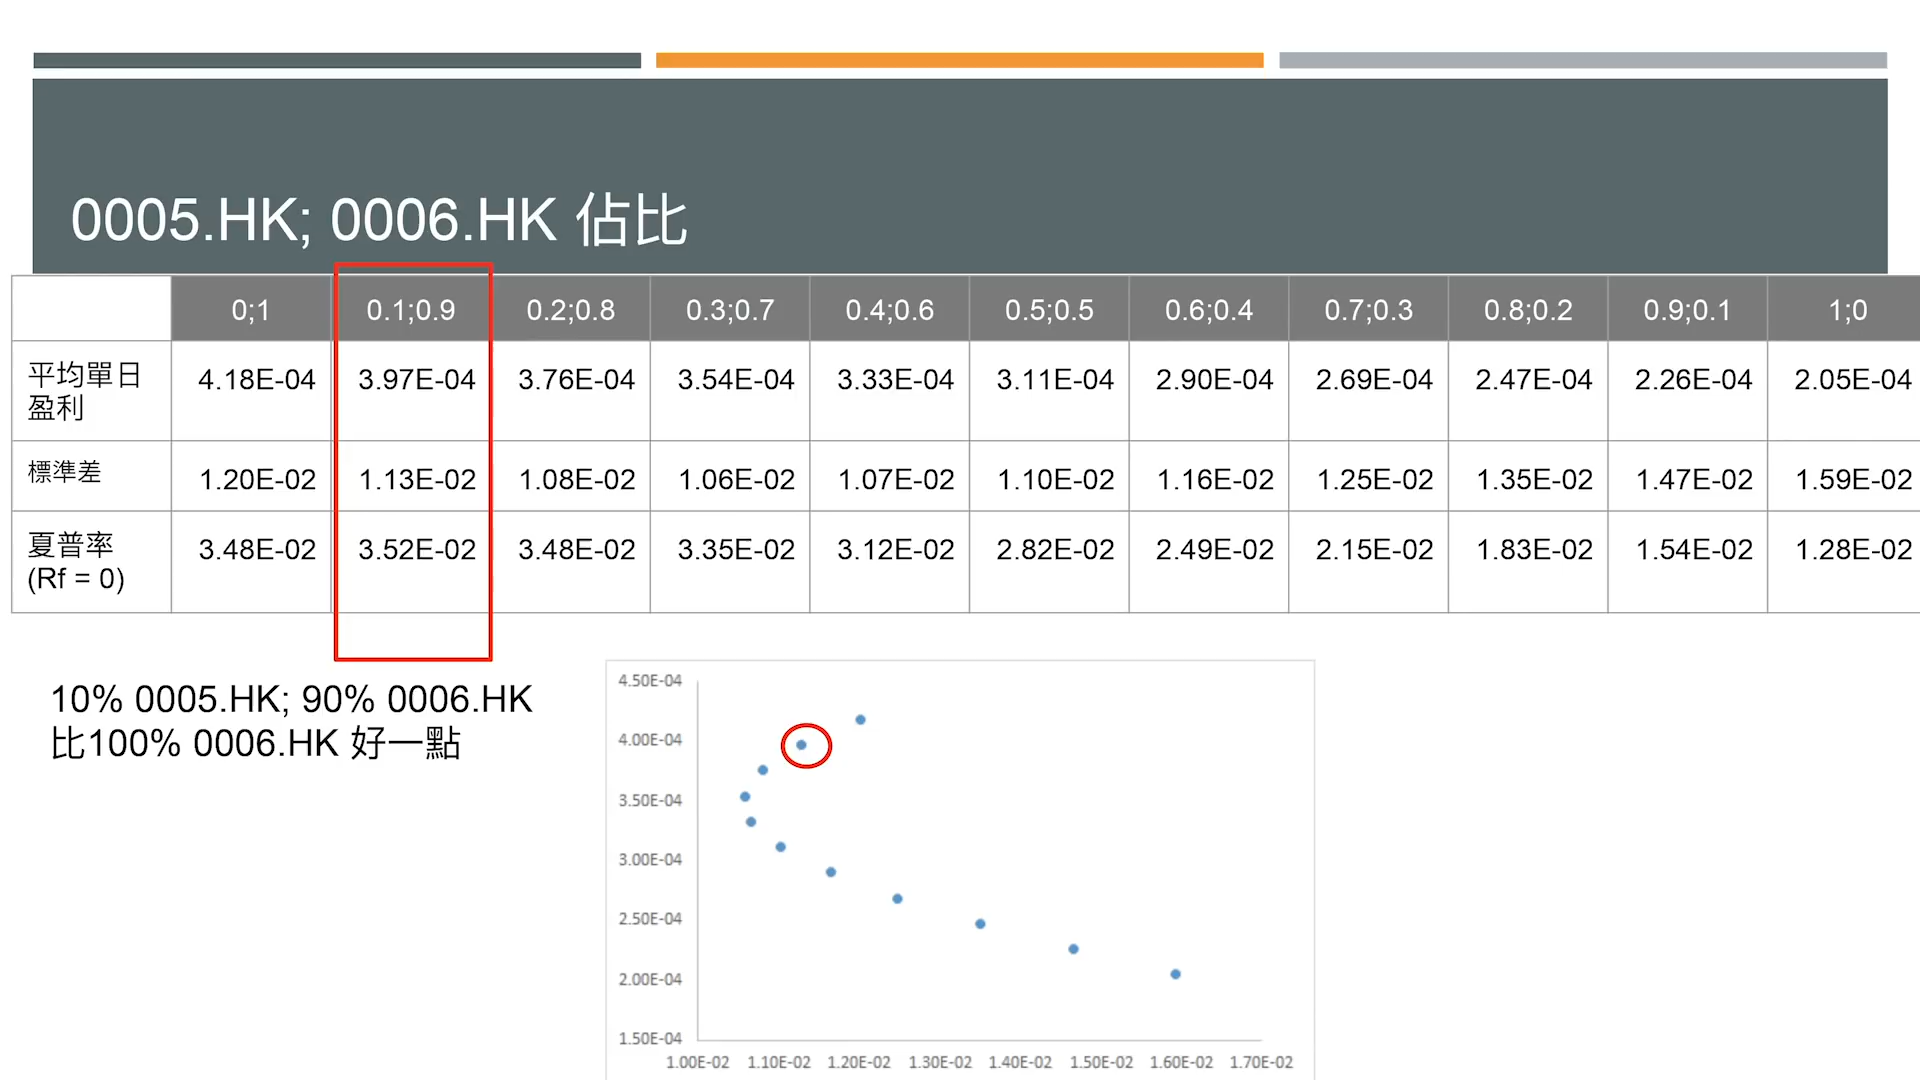 0005.HK; 0006.HK 佔比
0;1 0.1;0.9 0.2;0.8 0.3;0.7 0.4;0.6 0.5;0.5 0.6;0.4 0.7;0.3 0.8;0.2 0.9;0.1 1;0
平均單日
盈利
4.18E-04 3.97E-04 3.76E-04 3.54E-04 3.33E-04 3.11E-04 2.90E-04 2.69E-04 2.47E-04 2.26E-04 2.05E-04
標準差 1.20E-02 1.13E-02 1.08E-02 1.06E-02 1.07E-02 1.10E-02 1.16E-02 1.25E-02 1.35E-02 1.47E-02 1.59E-02
夏普率
(Rf = 0)
3.48E-02 3.52E-02 3.48E-02 3.35E-02 3.12E-02 2.82E-02 2.49E-02 2.15E-02 1.83E-02 1.54E-02 1.28E-02
10% 0005.HK; 90% 0006.HK
比100% 0006.HK 好一點
4.50E-04
4.00E-04
3.50E-04
3.00E-04
2.50E-04
2.00E-04
1.50E-04
1.00E-02 1.10E-02 1.20E-02 1.30E-02 1.40E-02 1.50E-02 1.60E-02 1.70E-02